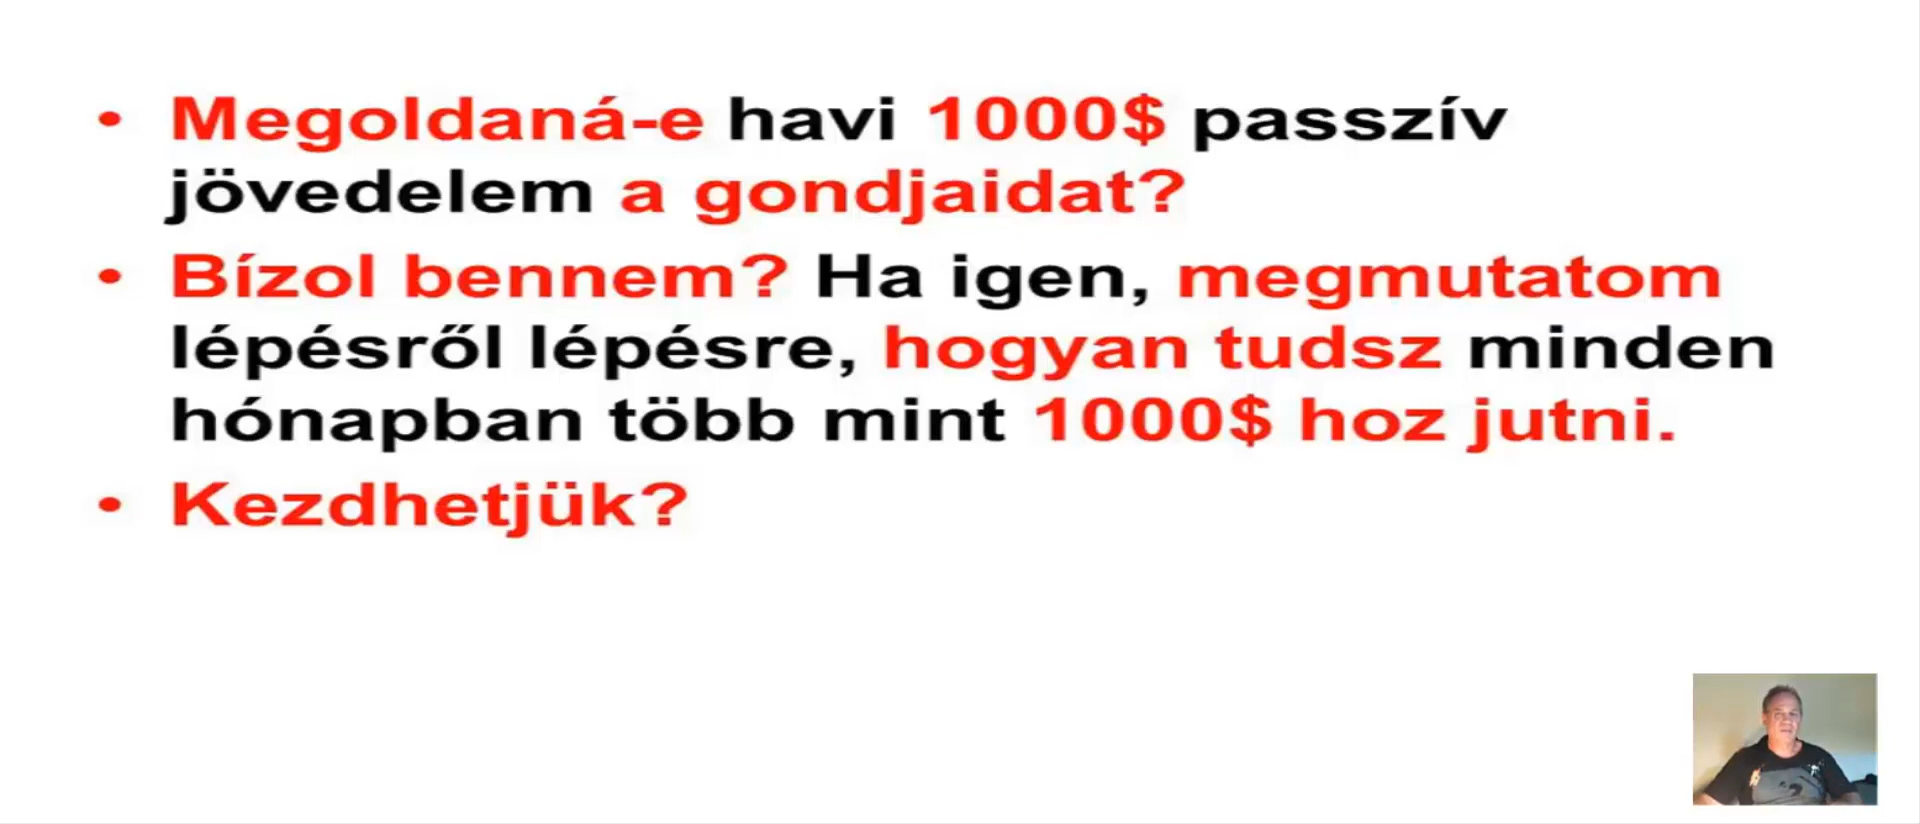 • Megoldaná-e havi 1000$ passzív
jövedelem a gondjaidat?
• Bízol bennem? Ha igen, megmutatom
lépésről lépésre, hogyan tudsz minden
hónapban több mint 1000$ hoz jutni.
• Kezdhetjük?